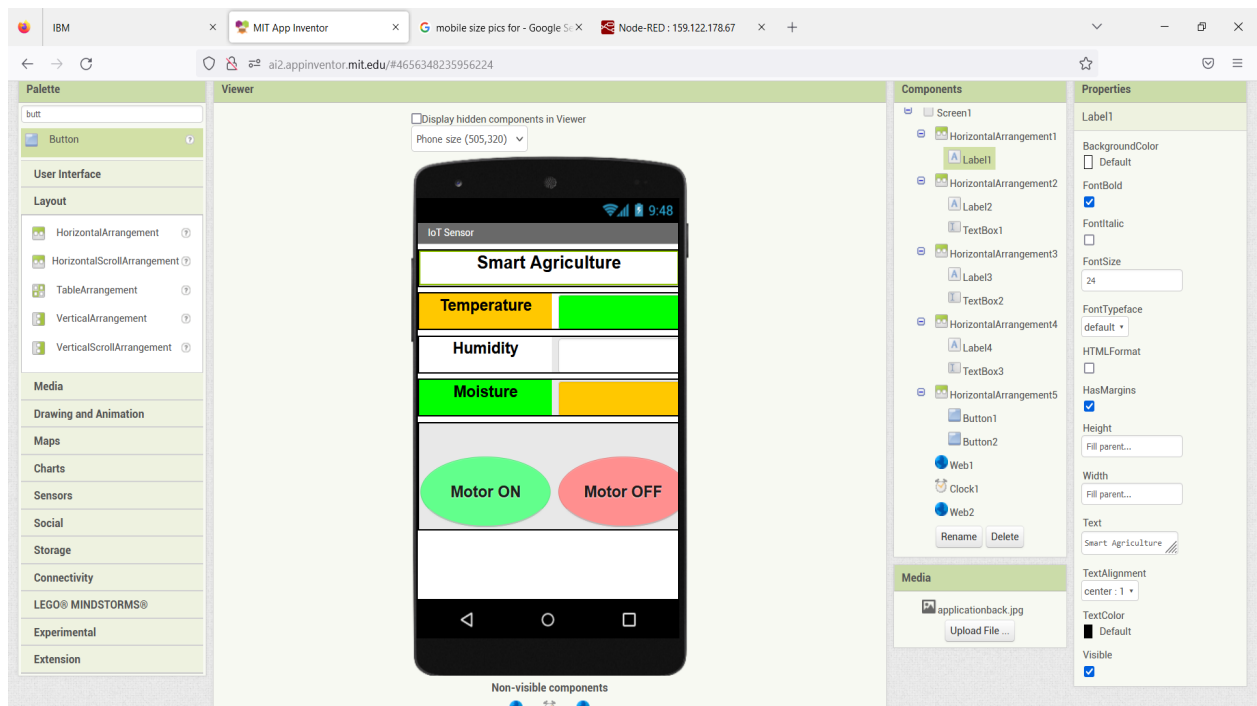 IBM
MIT App Inventor
mobile size pics for - Google Se
Node-RED : 159.122.178.67
ai2.appinventor.mit.edu/#4656348235956224
Palette
butt
Button
User Interface
Layout
HorizontalArrangement
HorizontalScrollArrangement
TableArrangement
VerticalArrangement
VerticalScrollArrangement
Media
Drawing and Animation
Maps
Charts
Sensors
Social
Storage
Connectivity
LEGO® MINDSTORMS®
Experimental
Extension
Viewer
Display hidden components in Viewer
Phone size (505,320)
9:48
IoT Sensor
Smart Agriculture
Temperature
Humidity
Moisture
Motor ON Motor OFF
Non-visible components
Components
Screen1
HorizontalArrangement1
Label1
HorizontalArrangement2
Label2
TextBox1
HorizontalArrangement3
Label3
TextBox2
HorizontalArrangement4
Label4
TextBox3
HorizontalArrangement5
Button1
Button2
Web1
Clock1
Web2
Rename Delete
Media
applicationback.jpg
Upload File ...
Properties
Label1
BackgroundColor
Default
FontBold
FontItalic
FontSize
24
FontTypeface
default
HTMLFormat
HasMargins
Height
Fill parent...
Width
Fill parent...
Text
Smart Agriculture
TextAlignment
center : 1
TextColor
Default
Visible